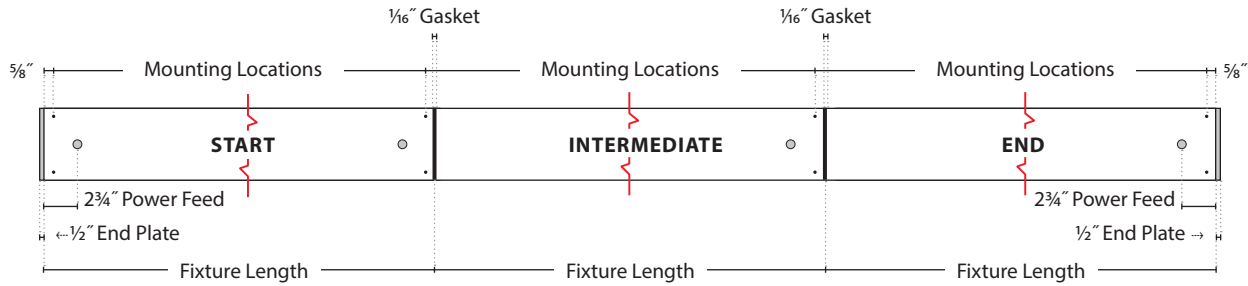 1⁄16″ Gasket 1⁄16″ Gasket
5⁄8″ Mounting Locations Mounting Locations Mounting Locations 5⁄8″
START INTERMEDIATE END
2¾″ Power Feed 2¾″ Power Feed
½″ End Plate ½″ End Plate
Fixture Length Fixture Length Fixture Length